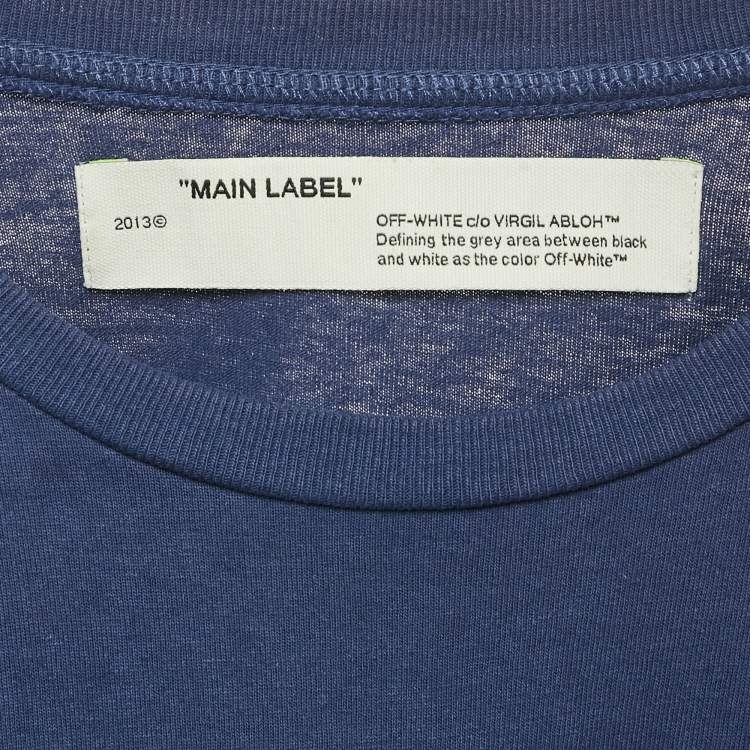 "MAIN LABEL"
2013©
OFF-WHITE c/o VIRGIL ABLOH™
Defining the grey area between black
and white as the color Off-White™